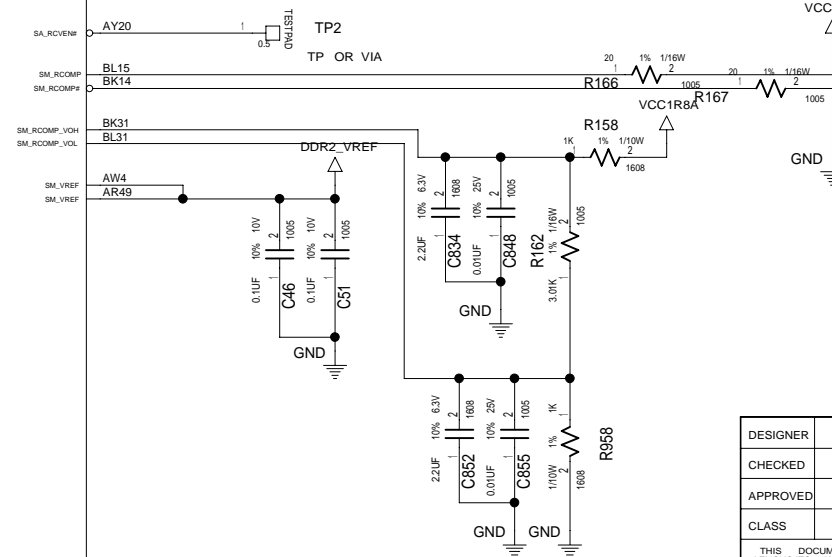 VCC
SA_RCVEN# AY20 1 0.5 TESTPAD TP2
TP OR VIA
SM_RCOMP BL15
SM_RCOMP# BK14
20 1% 1/16W
1 2
R166 1005
20 1% 1/16W
1 2
R167 1005
VCC1R8A
SM_RCOMP_VOH BK31
SM_RCOMP_VOL BL31
R158
1K 1% 1/10W
1 2
1608
GND
DDR2_VREF
SM_VREF AW4
SM_VREF AR49
0.1UF 10% 10V
1 2 1005
C46
0.1UF 10% 10V
1 2 1005
C51
GND
2.2UF 10% 6.3V
1 2 1608
C834
0.01UF 10% 25V
1 2 1005
C848
GND
R162
3.01K 1% 1/16W
1 2 1005
2.2UF 10% 6.3V
1 2 1608
C852
0.01UF 10% 25V
1 2 1005
C855
GND
1K 1% 1/10W
1 2 1608
R958
GND
DESIGNER
CHECKED
APPROVED
CLASS
THIS DOCUM